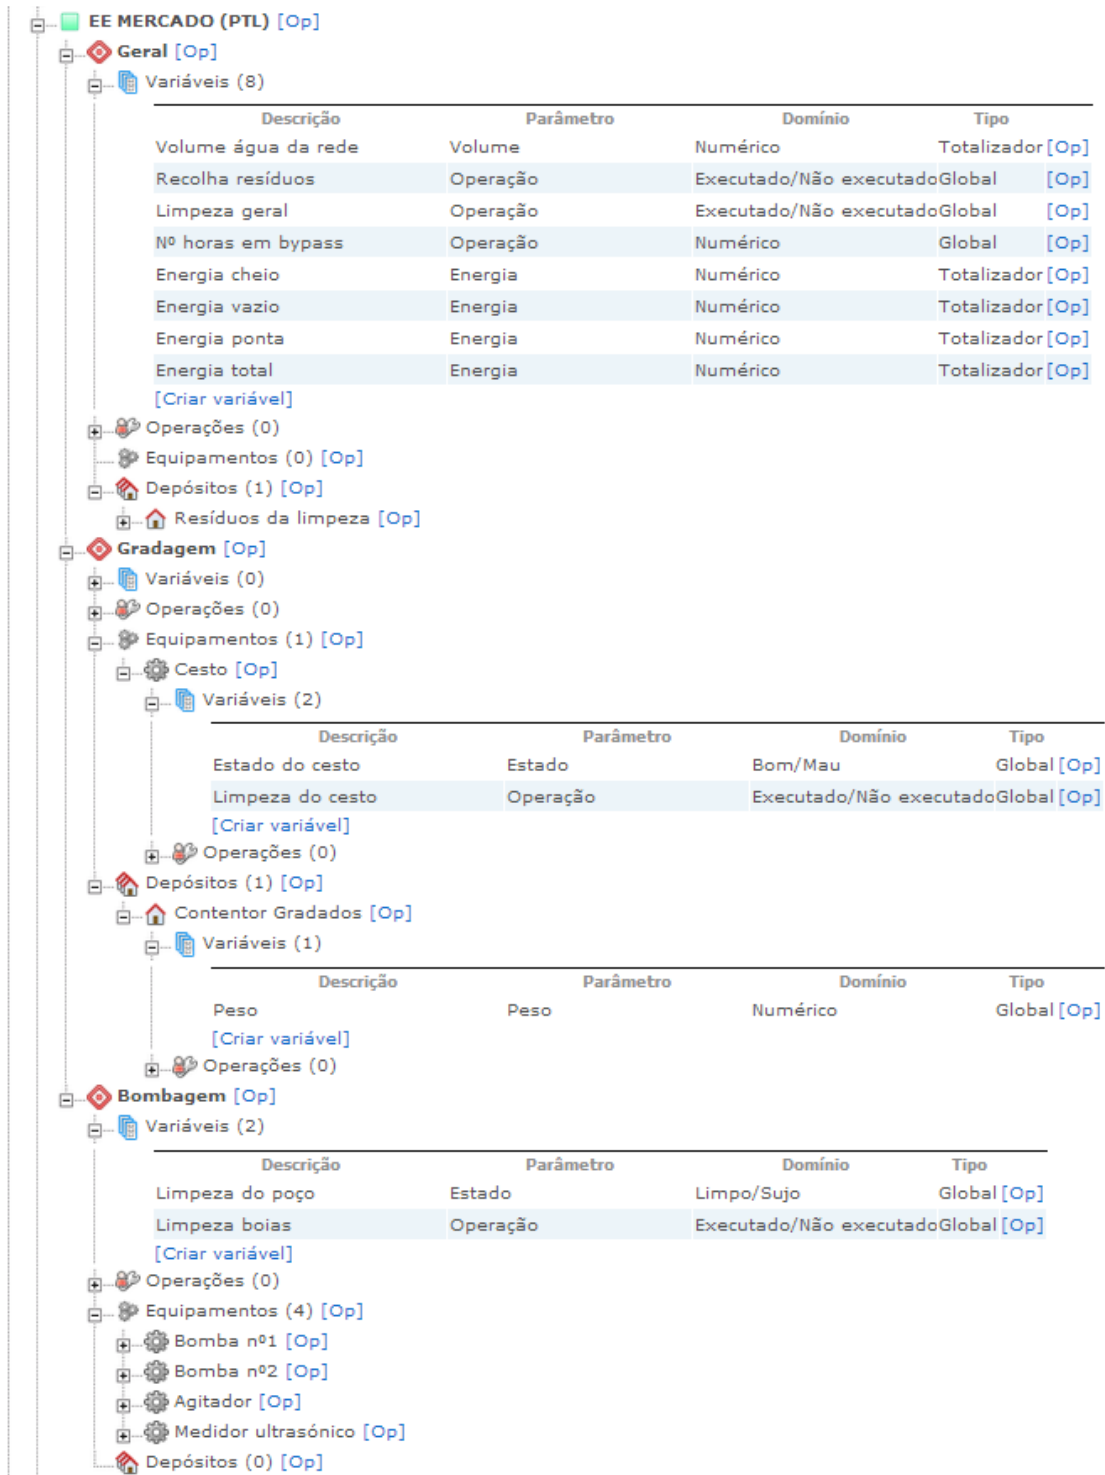 EE MERCADO (PTL) [Op]
Geral [Op]
Variáveis (8)
Descrição Parâmetro Domínio Tipo
Volume água da rede Volume Numérico Totalizador [Op]
Recolha resíduos Operação Executado/Não executado Global [Op]
Limpeza geral Operação Executado/Não executado Global [Op]
Nº horas em bypass Operação Numérico Global [Op]
Energia cheio Energia Numérico Totalizador [Op]
Energia vazio Energia Numérico Totalizador [Op]
Energia ponta Energia Numérico Totalizador [Op]
Energia total Energia Numérico Totalizador [Op]
[Criar variável]
Operações (0)
Equipamentos (0) [Op]
Depósitos (1) [Op]
Resíduos da limpeza [Op]
Gradagem [Op]
Variáveis (0)
Operações (0)
Equipamentos (1) [Op]
Cesto [Op]
Variáveis (2)
Descrição Parâmetro Domínio Tipo
Estado do cesto Estado Bom/Mau Global [Op]
Limpeza do cesto Operação Executado/Não executado Global [Op]
[Criar variável]
Operações (0)
Depósitos (1) [Op]
Contentor Gradados [Op]
Variáveis (1)
Descrição Parâmetro Domínio Tipo
Peso Peso Numérico Global [Op]
[Criar variável]
Operações (0)
Bombagem [Op]
Variáveis (2)
Descrição Parâmetro Domínio Tipo
Limpeza do poço Estado Limpo/Sujo Global [Op]
Limpeza boias Operação Executado/Não executado Global [Op]
[Criar variável]
Operações (0)
Equipamentos (4) [Op]
Bomba nº1 [Op]
Bomba nº2 [Op]
Agitador [Op]
Medidor ultrasónico [Op]
Depósitos (0) [Op]